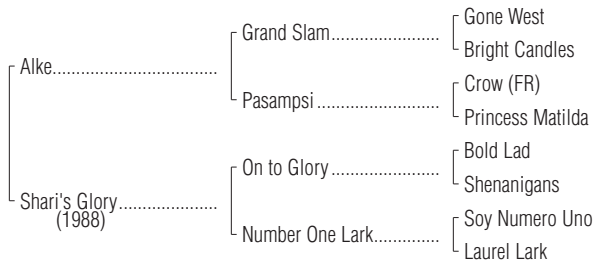 Gone West
Grand Slam........................
Bright Candles
Alke....................................
Crow (FR)
Pasampsi...........................
Princess Matilda
Bold Lad
On to Glory........................
Shenanigans
Shari's Glory......................
(1988)
Soy Numero Uno
Number One Lark..............
Laurel Lark